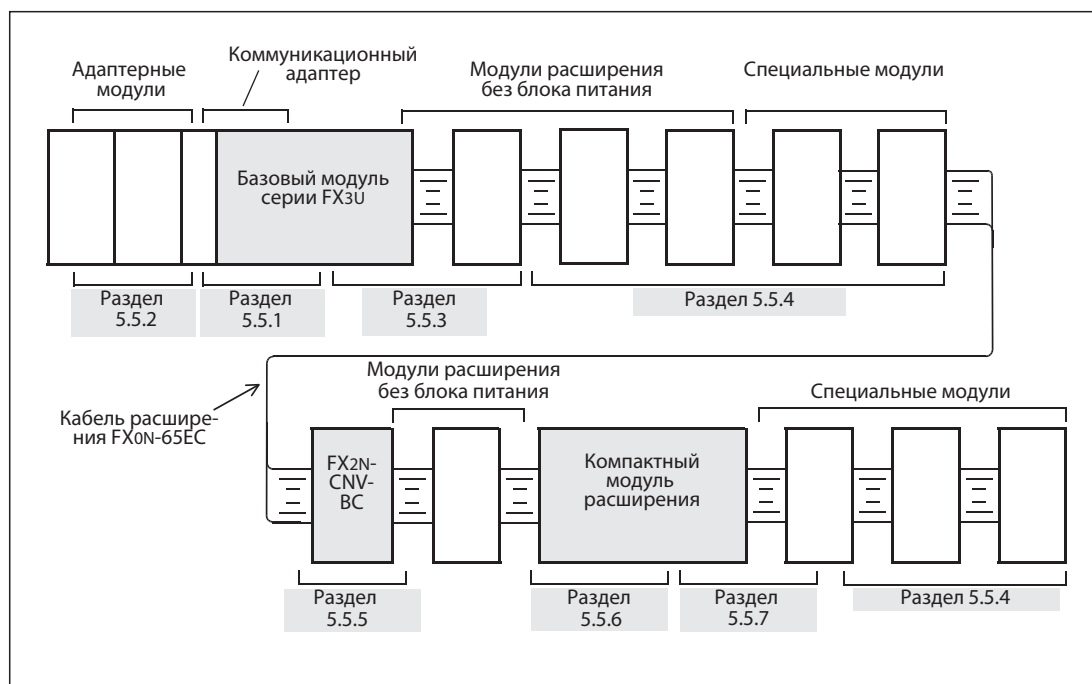 Адаптерные
модули
Коммуникационный
адаптер
Модули расширения
без блока питания
Специальные модули
Базовый модуль
серии FX3U
Раздел
5.5.2
Раздел
5.5.1
Раздел
5.5.3
Раздел 5.5.4
Кабель расшире-
ния FX0N-65EC
Модули расширения
без блока питания
Специальные модули
FX2N-
CNV-
BC
Компактный
модуль
расширения
Раздел
5.5.5
Раздел
5.5.6
Раздел
5.5.7
Раздел 5.5.4